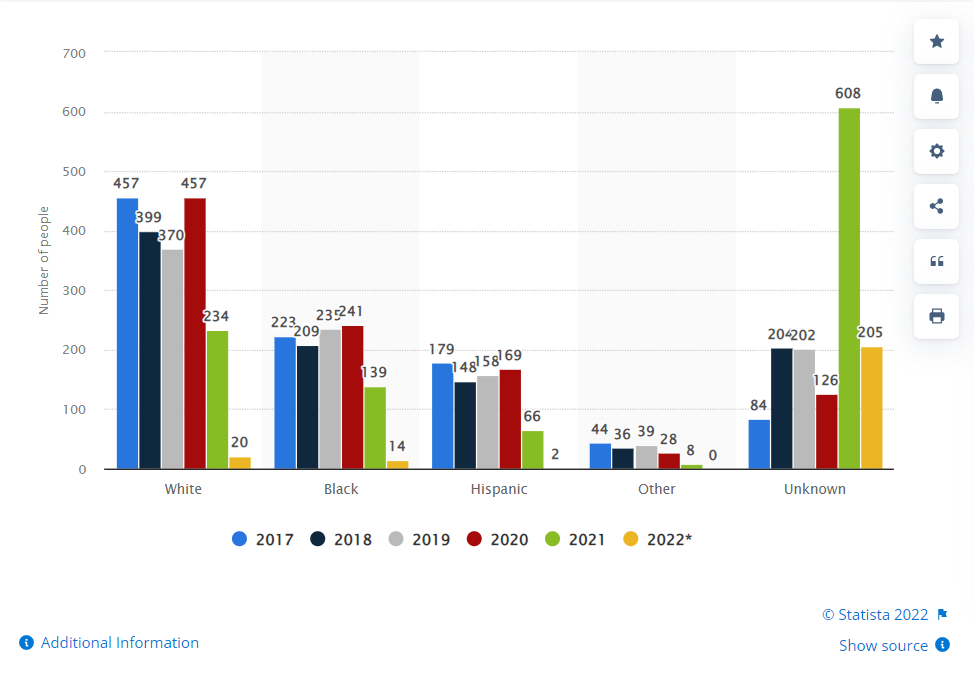 700
600
500
400
300
200
100
0
Number of people
457 399 370 457 234 20
223 209 235 241 139 14
179 148 158 169 66 2
44 36 39 28 8 0
84 204 202 126 608 205
White Black Hispanic Other Unknown
2017 2018 2019 2020 2021 2022*
© Statista 2022
Additional Information
Show source